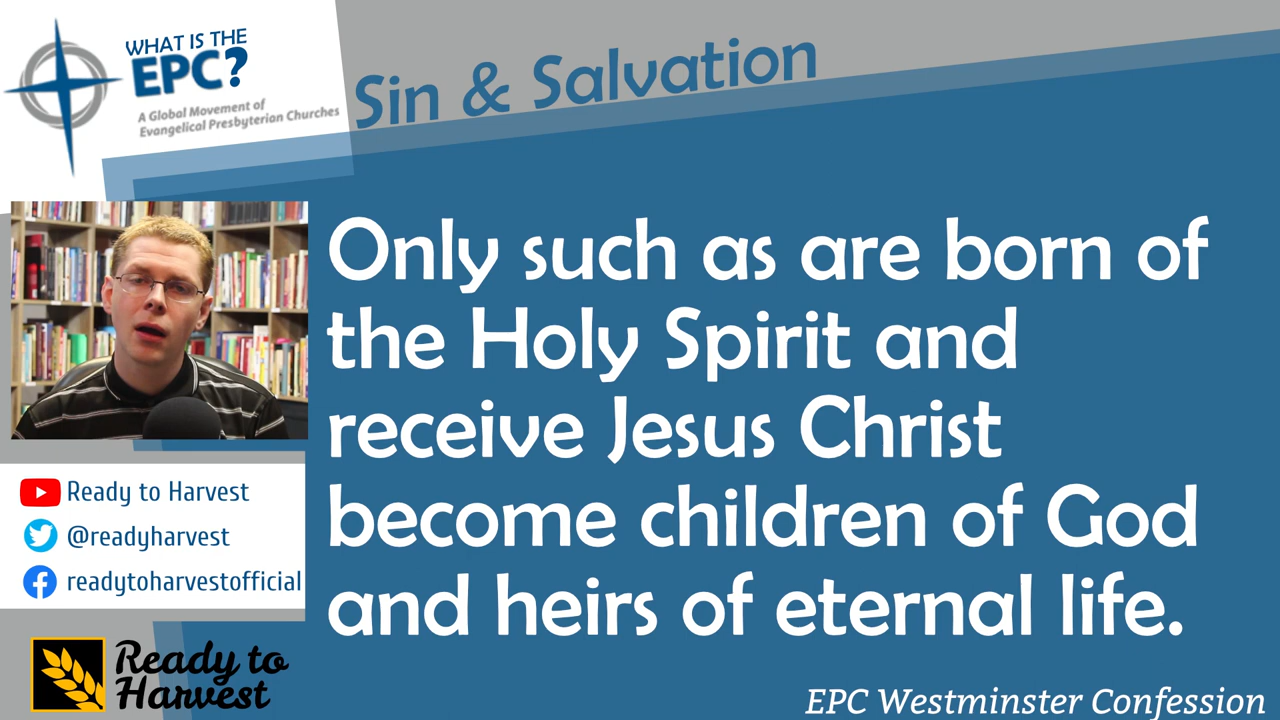 WHAT IS THE
EPC?
A Global Movement of
Evangelical Presbyterian Churches
Sin & Salvation
Only such as are born of
the Holy Spirit and
receive Jesus Christ
become children of God
and heirs of eternal life.
Ready to Harvest
@readyharvest
readytoharvestofficial
Ready to
Harvest
EPC Westminster Confession